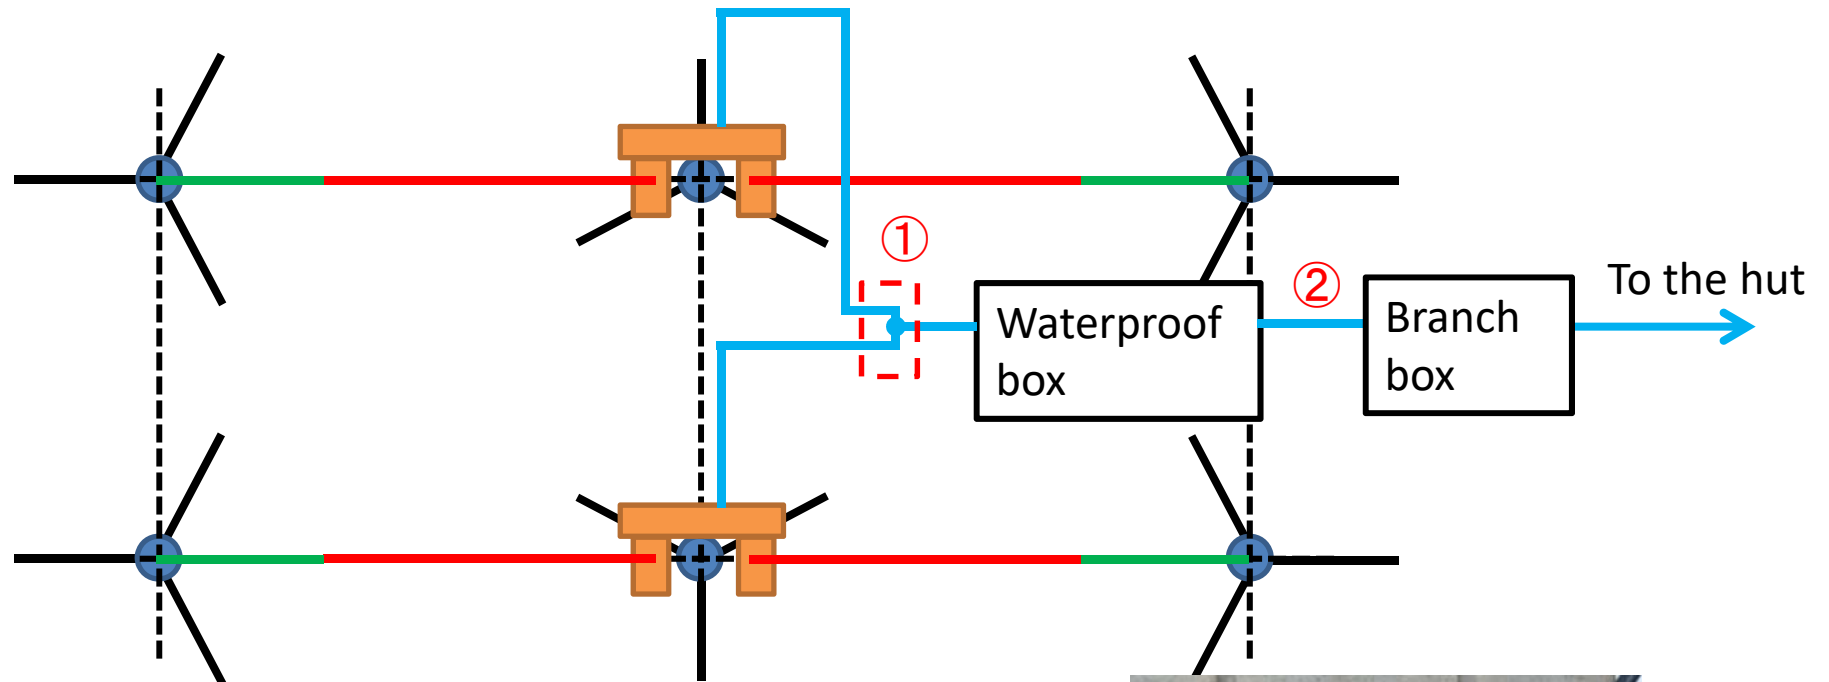 ①
②
To the hut
Waterproof
box
Branch
box